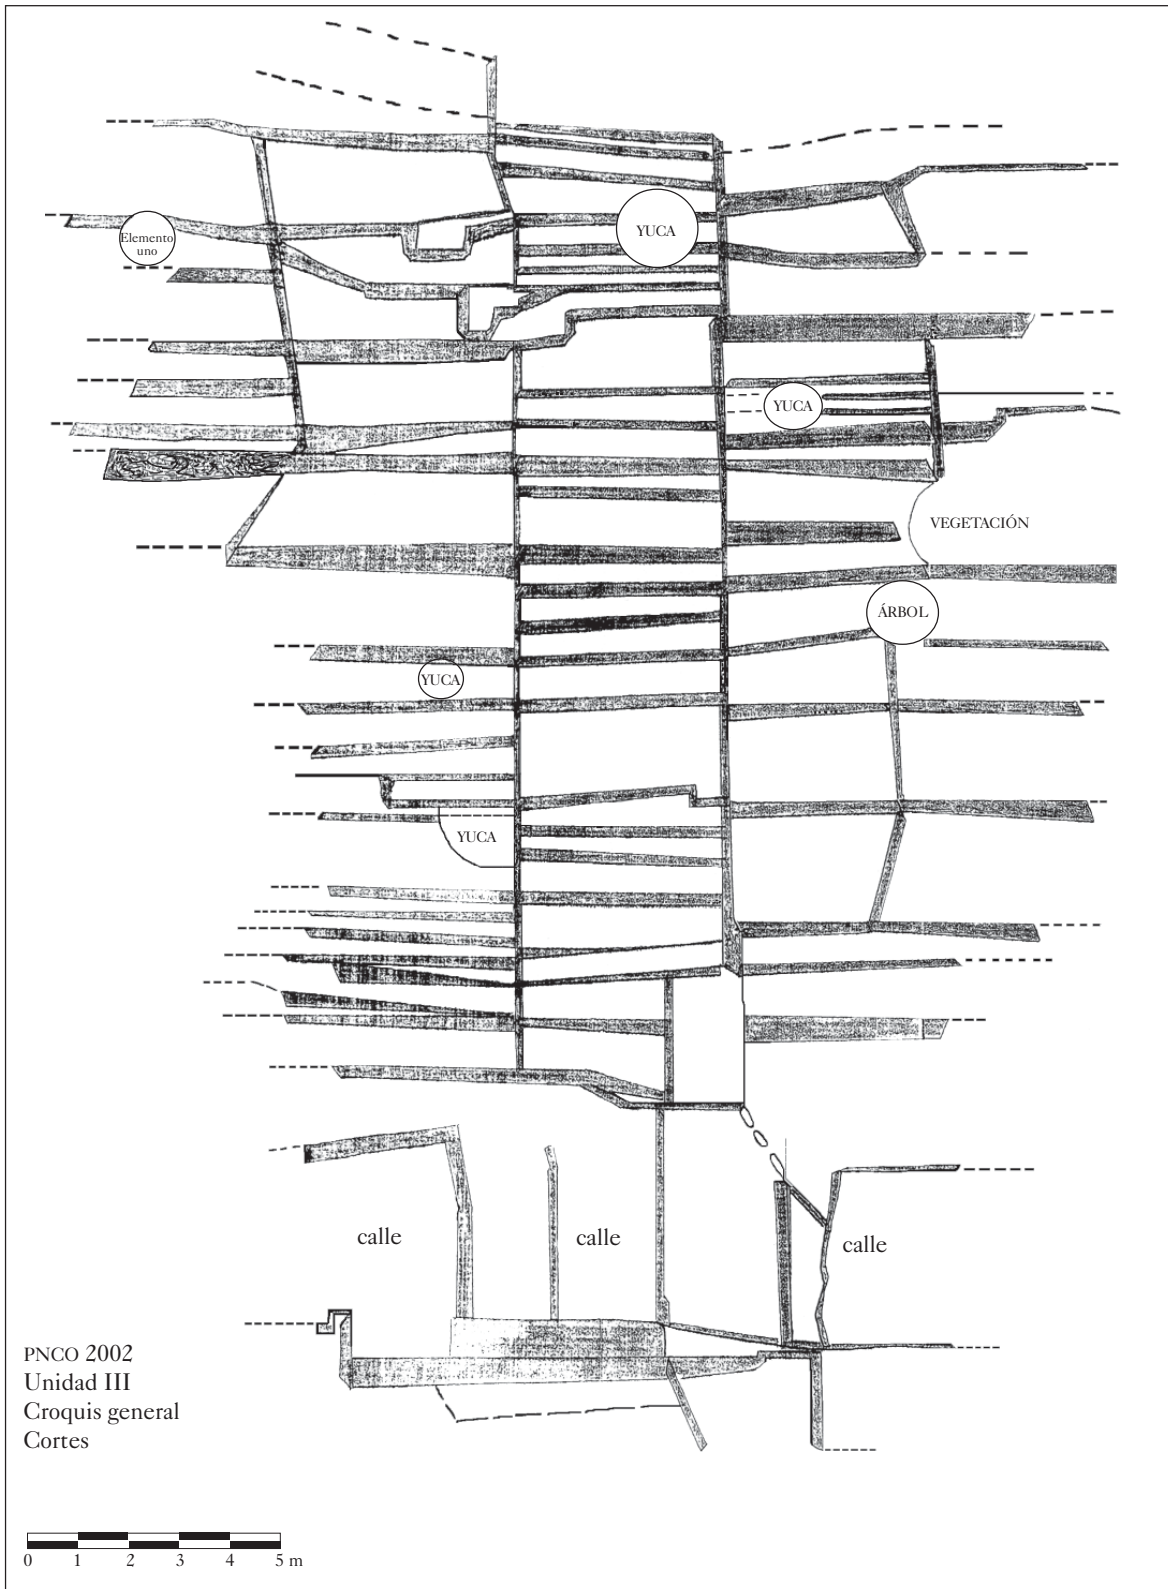 Elemento
uno
YUCA
YUCA
VEGETACIÓN
ÁRBOL
YUCA
YUCA
calle
calle
calle
PNCO 2002
Unidad III
Croquis general
Cortes
0 1 2 3 4 5 m